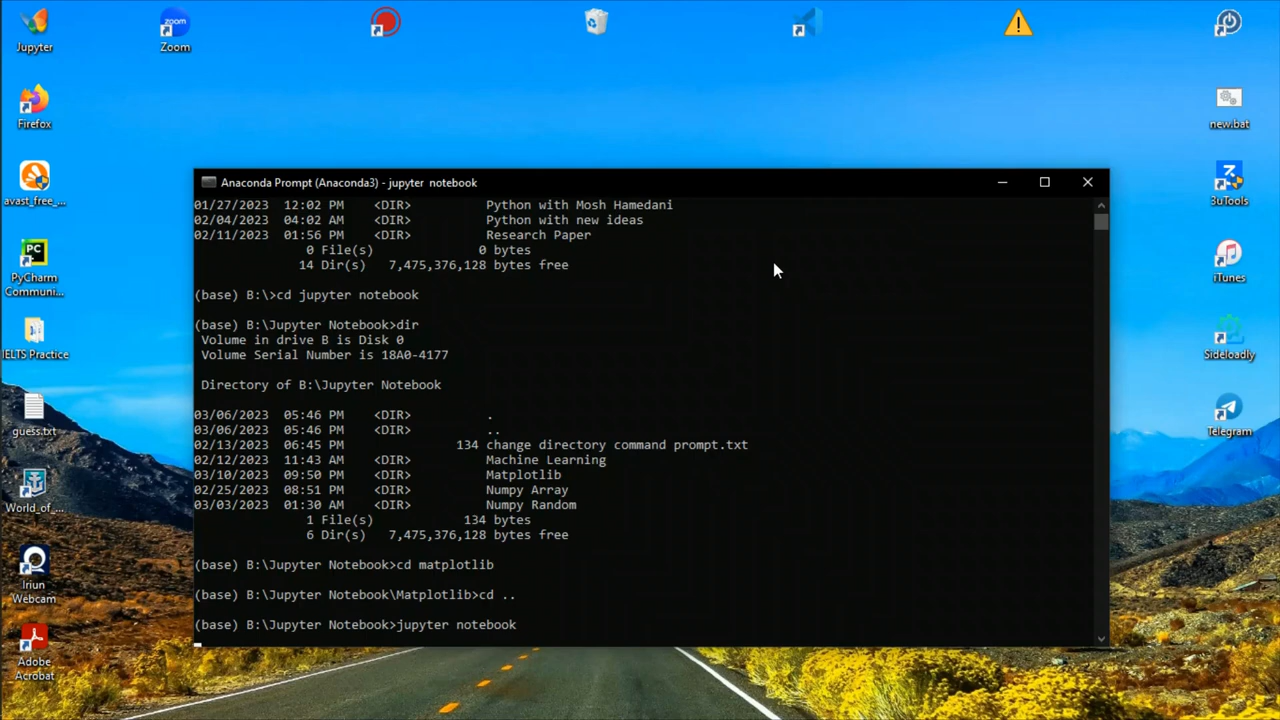 Jupyter
zoom
Zoom
Firefox
new.bat
avast_free_...
3uTools
PC
PyCharm
Communi...
iTunes
IELTS Practice
Sideloadly
guess.txt
Telegram
World_of_...
Iriun
Webcam
Adobe
Acrobat
Anaconda Prompt (Anaconda3) - jupyter  notebook
01/27/2023  12:02 PM    <DIR>          Python with Mosh Hamedani
02/04/2023  04:02 AM    <DIR>          Python with new ideas
02/11/2023  01:56 PM    <DIR>          Research Paper
0 File(s)              0 bytes
14 Dir(s)   7,475,376,128 bytes free
(base) B:\>cd jupyter notebook
(base) B:\Jupyter Notebook>dir
Volume in drive B is Disk 0
Volume Serial Number is 18A0-4177
Directory of B:\Jupyter Notebook
03/06/2023  05:46 PM    <DIR>          .
03/06/2023  05:46 PM    <DIR>          ..
02/13/2023  06:45 PM               134 change directory command prompt.txt
02/12/2023  11:43 AM    <DIR>          Machine Learning
03/10/2023  09:50 PM    <DIR>          Matplotlib
02/25/2023  08:51 PM    <DIR>          Numpy Array
03/03/2023  01:30 AM    <DIR>          Numpy Random
1 File(s)            134 bytes
6 Dir(s)   7,475,376,128 bytes free
(base) B:\Jupyter Notebook>cd matplotlib
(base) B:\Jupyter Notebook\Matplotlib>cd ..
(base) B:\Jupyter Notebook>jupyter notebook